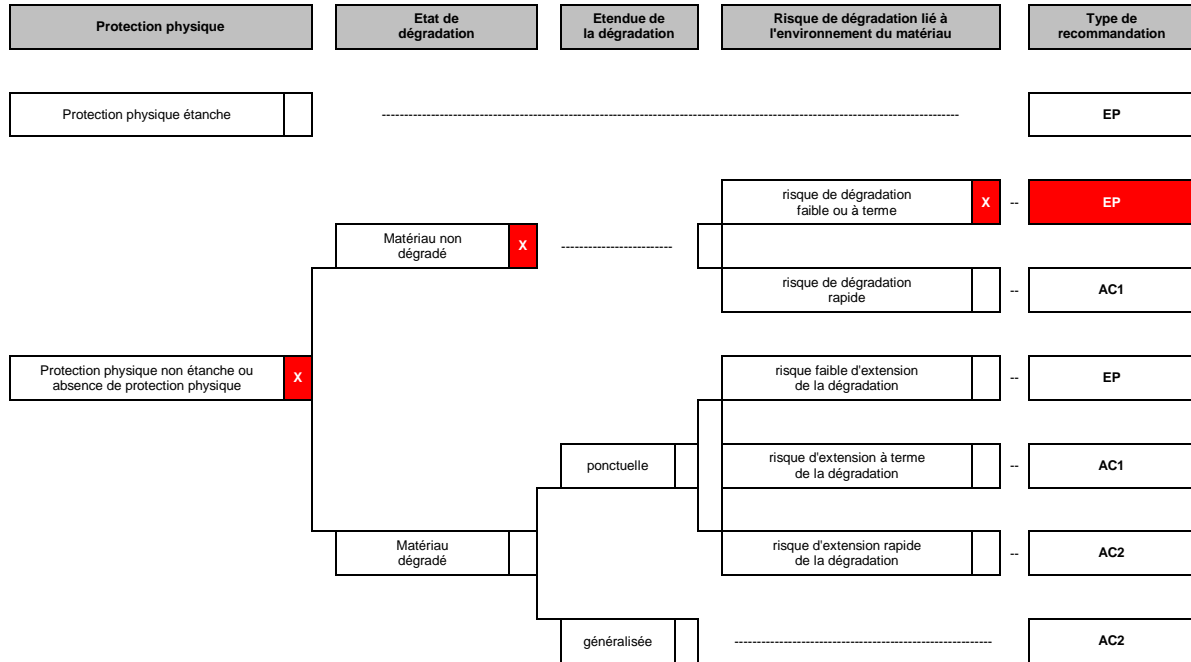 Protection physique
Etat de
dégradation
Etendue de
la dégradation
Risque de dégradation lié à
l'environnement du matériau
Type de
recommandation
Protection physique étanche
EP
risque de dégradation
faible ou à terme
X
--
EP
Matériau non
dégradé
X
risque de dégradation
rapide
--
AC1
Protection physique non étanche ou
absence de protection physique
X
risque faible d'extension
de la dégradation
--
EP
ponctuelle
risque d'extension à terme
de la dégradation
--
AC1
Matériau
dégradé
risque d'extension rapide
de la dégradation
--
AC2
généralisée
AC2